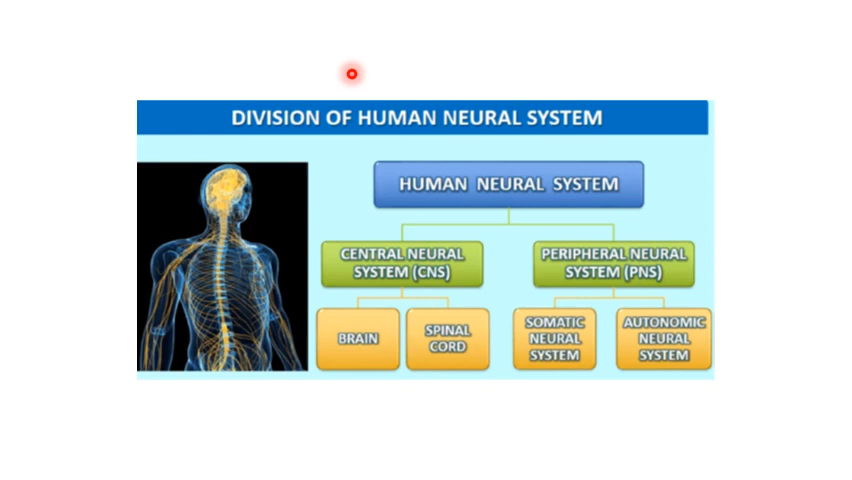 DIVISION OF HUMAN NEURAL SYSTEM
HUMAN NEURAL SYSTEM
CENTRAL NEURAL
SYSTEM (CNS)
PERIPHERAL NEURAL
SYSTEM (PNS)
BRAIN
SPINAL
CORD
SOMATIC
NEURAL
SYSTEM
AUTONOMIC
NEURAL
SYSTEM